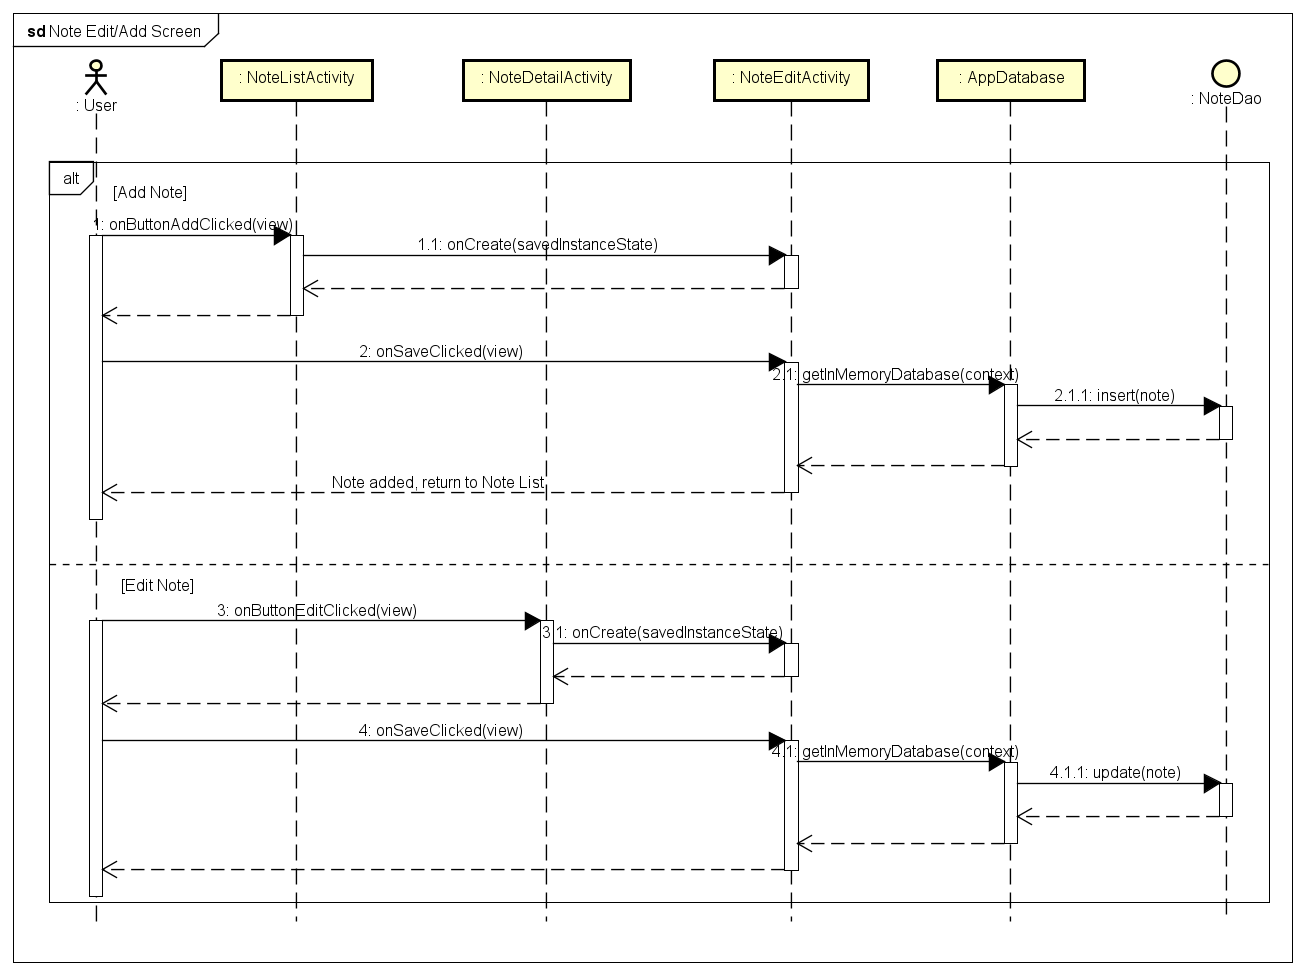 sd Note Edit/Add Screen
: User
: NoteListActivity
: NoteDetailActivity
: NoteEditActivity
: AppDatabase
: NoteDao
alt
[Add Note]
1: onButtonAddClicked(view)
1.1: onCreate(savedInstanceState)
2: onSaveClicked(view)
2.1: getInMemoryDatabase(context)
2.1.1: insert(note)
Note added, return to Note List
[Edit Note]
3: onButtonEditClicked(view)
3.1: onCreate(savedInstanceState)
4: onSaveClicked(view)
4.1: getInMemoryDatabase(context)
4.1.1: update(note)